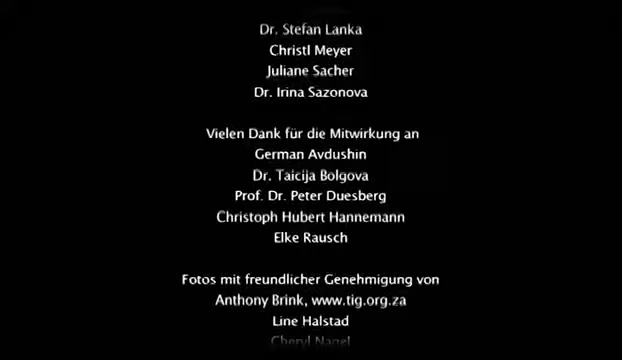 Dr. Stefan Lanka
Christl Meyer
Juliane Sacher
Dr. Irina Sazonova
Vielen Dank für die Mitwirkung an
German Avdushin
Dr. Taicija Bolgova
Prof. Dr. Peter Duesberg
Christoph Hubert Hannemann
Elke Rausch
Fotos mit freundlicher Genehmigung von
Anthony Brink, www.tig.org.za
Line Halstad
Cheryl Nagel